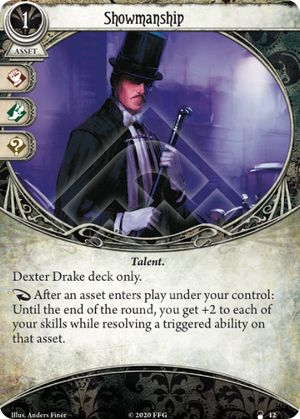 1
Showmanship
ASSET
?
Talent.
Dexter Drake deck only.
After an asset enters play under your control:
Until the end of the round, you get +2 to each of
your skills while resolving a triggered ability on
that asset.
Illus. Anders Finér
© 2020 FFG
12